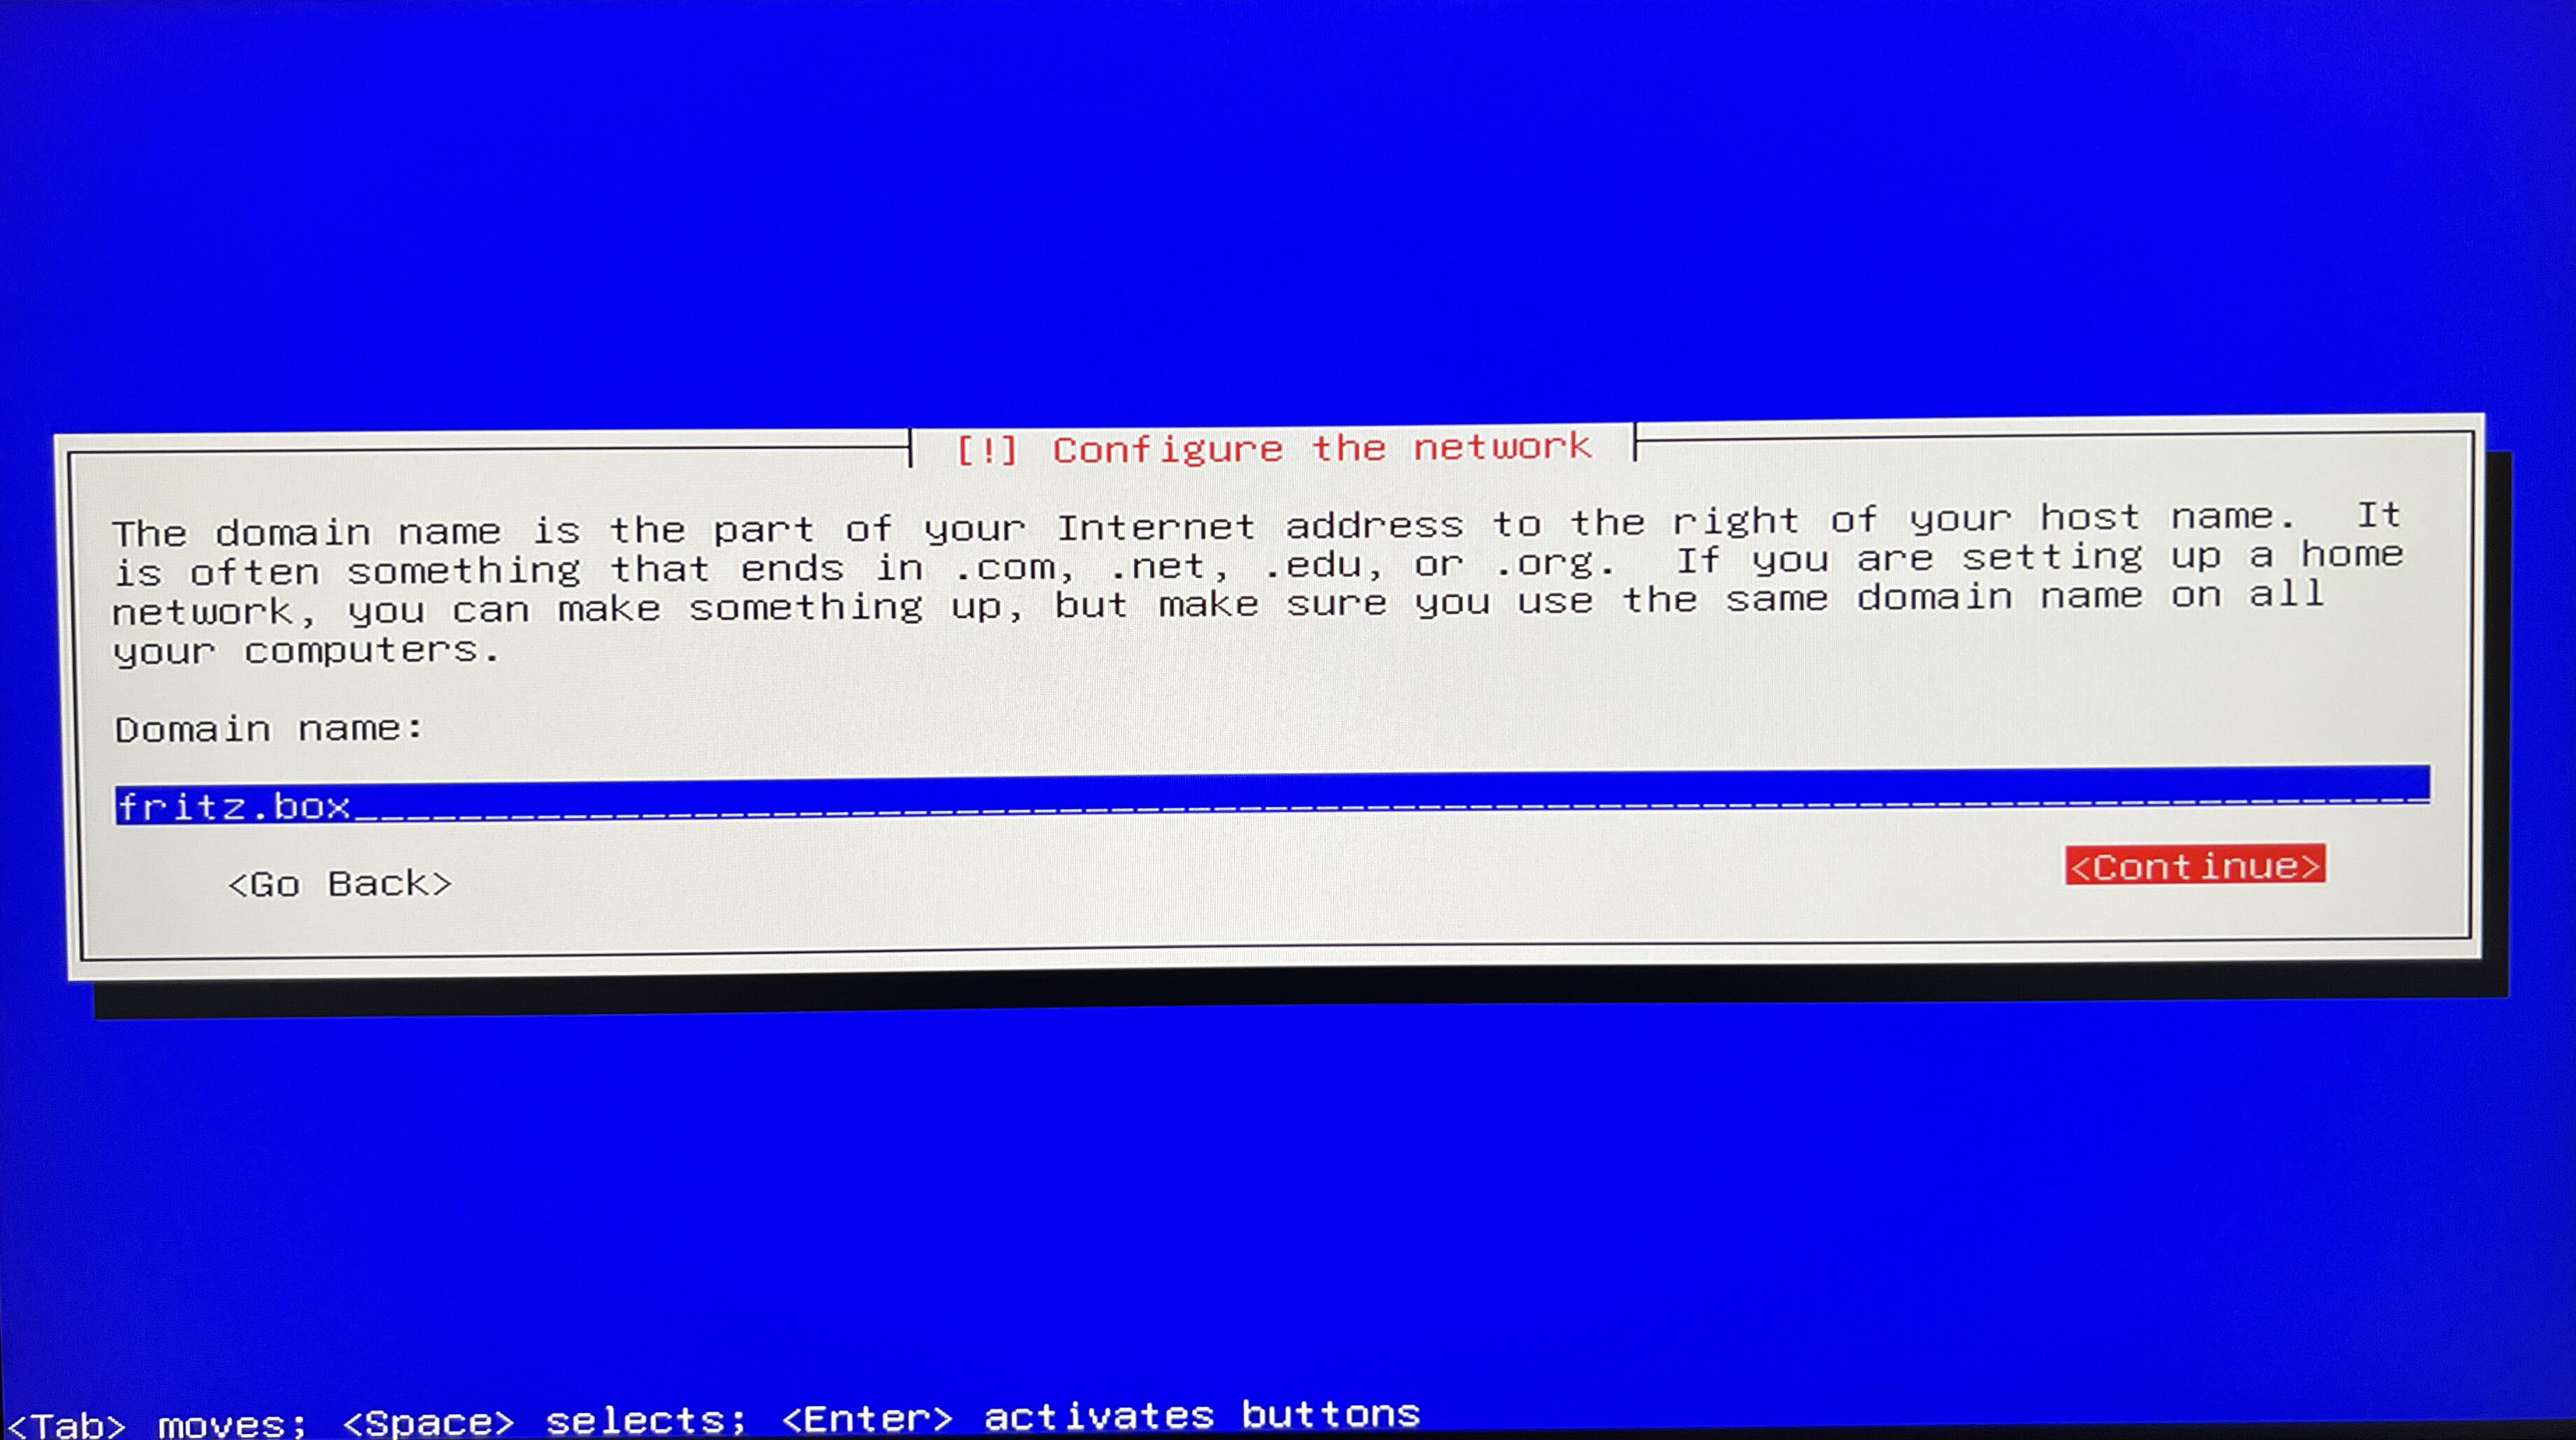 [!] Configure the network
The domain name is the part of your Internet address to the right of your host name.  It
is often something that ends in .com, .net, .edu, or .org.  If you are setting up a home
network, you can make something up, but make sure you use the same domain name on all
your computers.
Domain name:
fritz.box
<Go Back> <Continue>
<Tab> moves; <Space> selects; <Enter> activates buttons